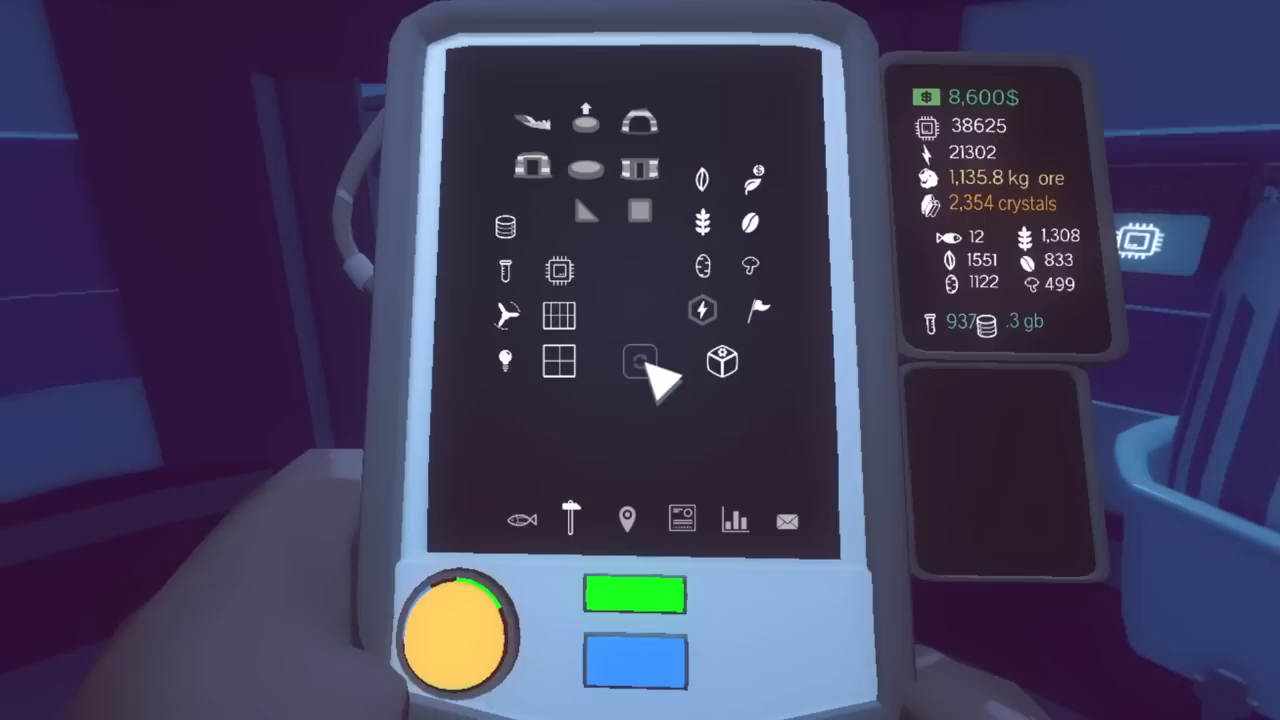 8,600$
38625
21302
1,135.8 kg ore
2,354 crystals
12 1,308
1551 833
1122 499
937 .3 gb